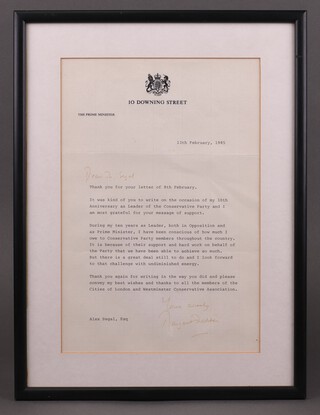 10 DOWNING STREET
THE PRIME MINISTER
11th February, 1985
Thank you for your letter of 8th February.
It was kind of you to write on the occasion of my 10th
Anniversary as Leader of the Conservative Party and I
am most grateful for your message of support.
During my ten years as Leader, both in Opposition and
as Prime Minister, I have been conscious of how much I
owe to Conservative Party members throughout the country.
It is because of their support and hard work on behalf of
the Party that we have been able to achieve so much.
But there is a great deal still to do and I look forward
to that challenge with undiminished energy.
Thank you again for writing in the way you did and please
convey my best wishes and thanks to all the members of the
Cities of London and Westminster Conservative Association.
Alan Segal, Esq